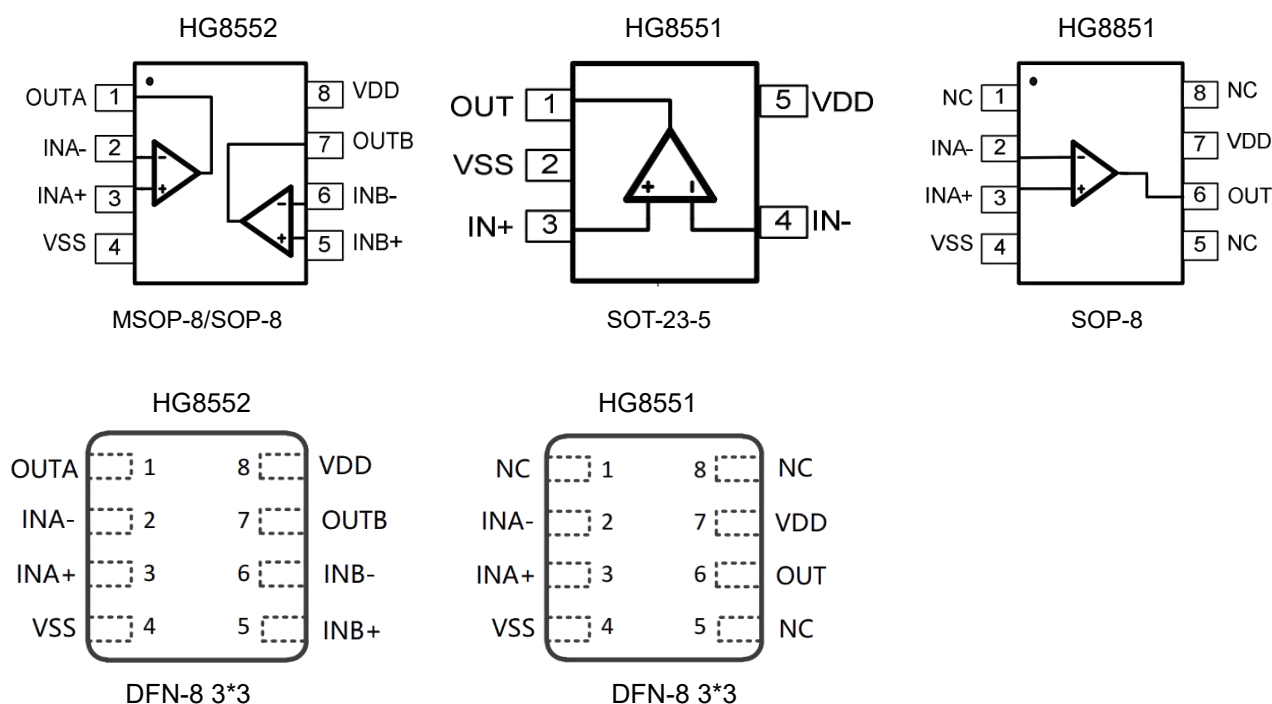 HG8552
OUTA 1 8 VDD
INA- 2 - 7 OUTB
INA+ 3 + - 6 INB-
VSS 4 + 5 INB+
MSOP-8/SOP-8
HG8551
OUT 1 5 VDD
VSS 2
IN+ 3 + - 4 IN-
SOT-23-5
HG8851
NC 1 8 NC
INA- 2 - 7 VDD
INA+ 3 + 6 OUT
VSS 4 5 NC
SOP-8
HG8552
OUTA 1 8 VDD
INA- 2 7 OUTB
INA+ 3 6 INB-
VSS 4 5 INB+
DFN-8 3*3
HG8551
NC 1 8 NC
INA- 2 7 VDD
INA+ 3 6 OUT
VSS 4 5 NC
DFN-8 3*3